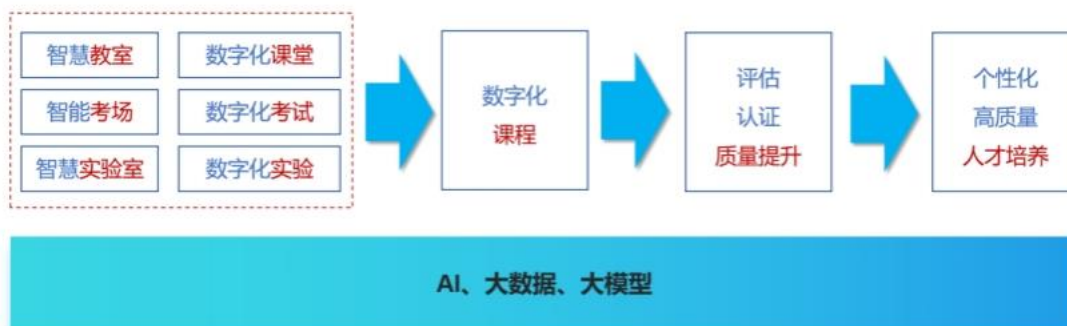 智慧教室
数字化课堂
智能考场
数字化考试
智慧实验室
数字化实验
数字化
课程
评估
认证
质量提升
个性化
高质量
人才培养
AI、大数据、大模型